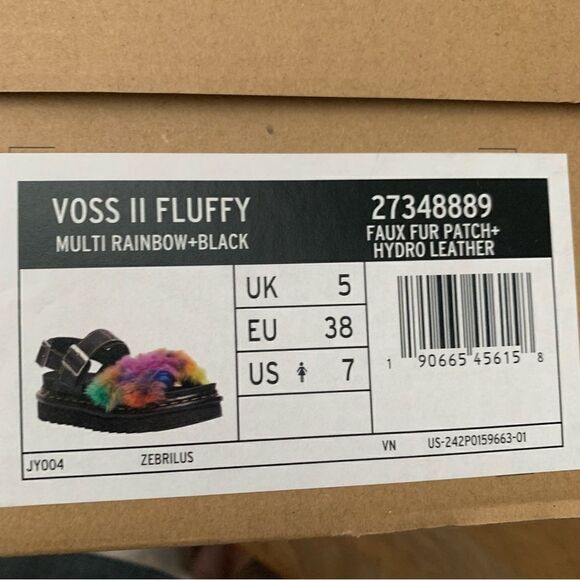 VOSS II FLUFFY
MULTI RAINBOW+BLACK
27348889
FAUX FUR PATCH+
HYDRO LEATHER
UK 5
EU 38
US 7
1 90665 45615 8
JY004 ZEBRILUS VN US-242P0159663-01